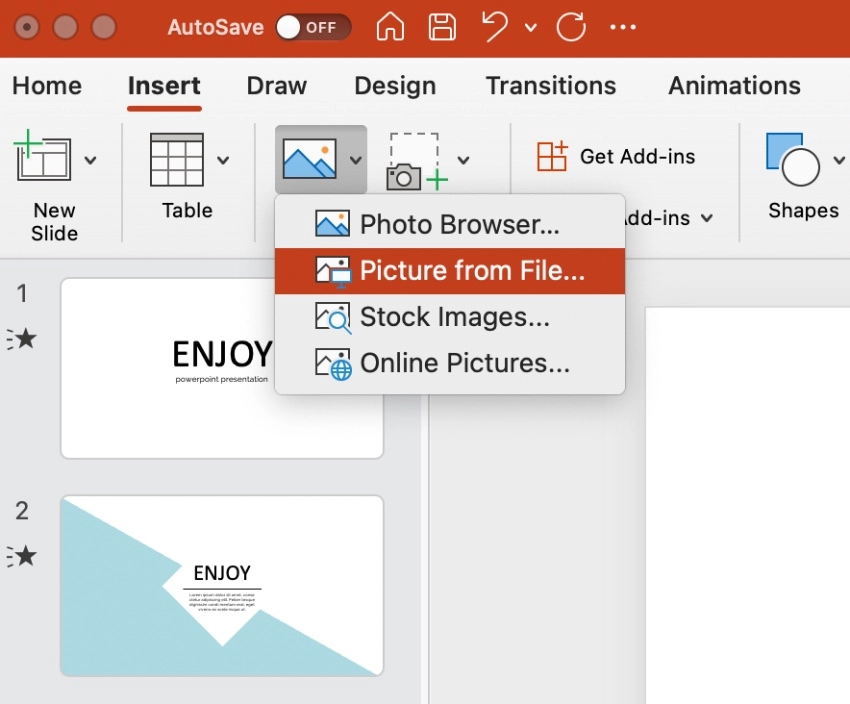 AutoSave OFF
Home Insert Draw Design Transitions Animations
New
Slide
Table
Get Add-ins
Add-ins
Shapes
Photo Browser...
Picture from File...
Stock Images...
Online Pictures...
1
ENJOY
powerpoint presentation
2
ENJOY